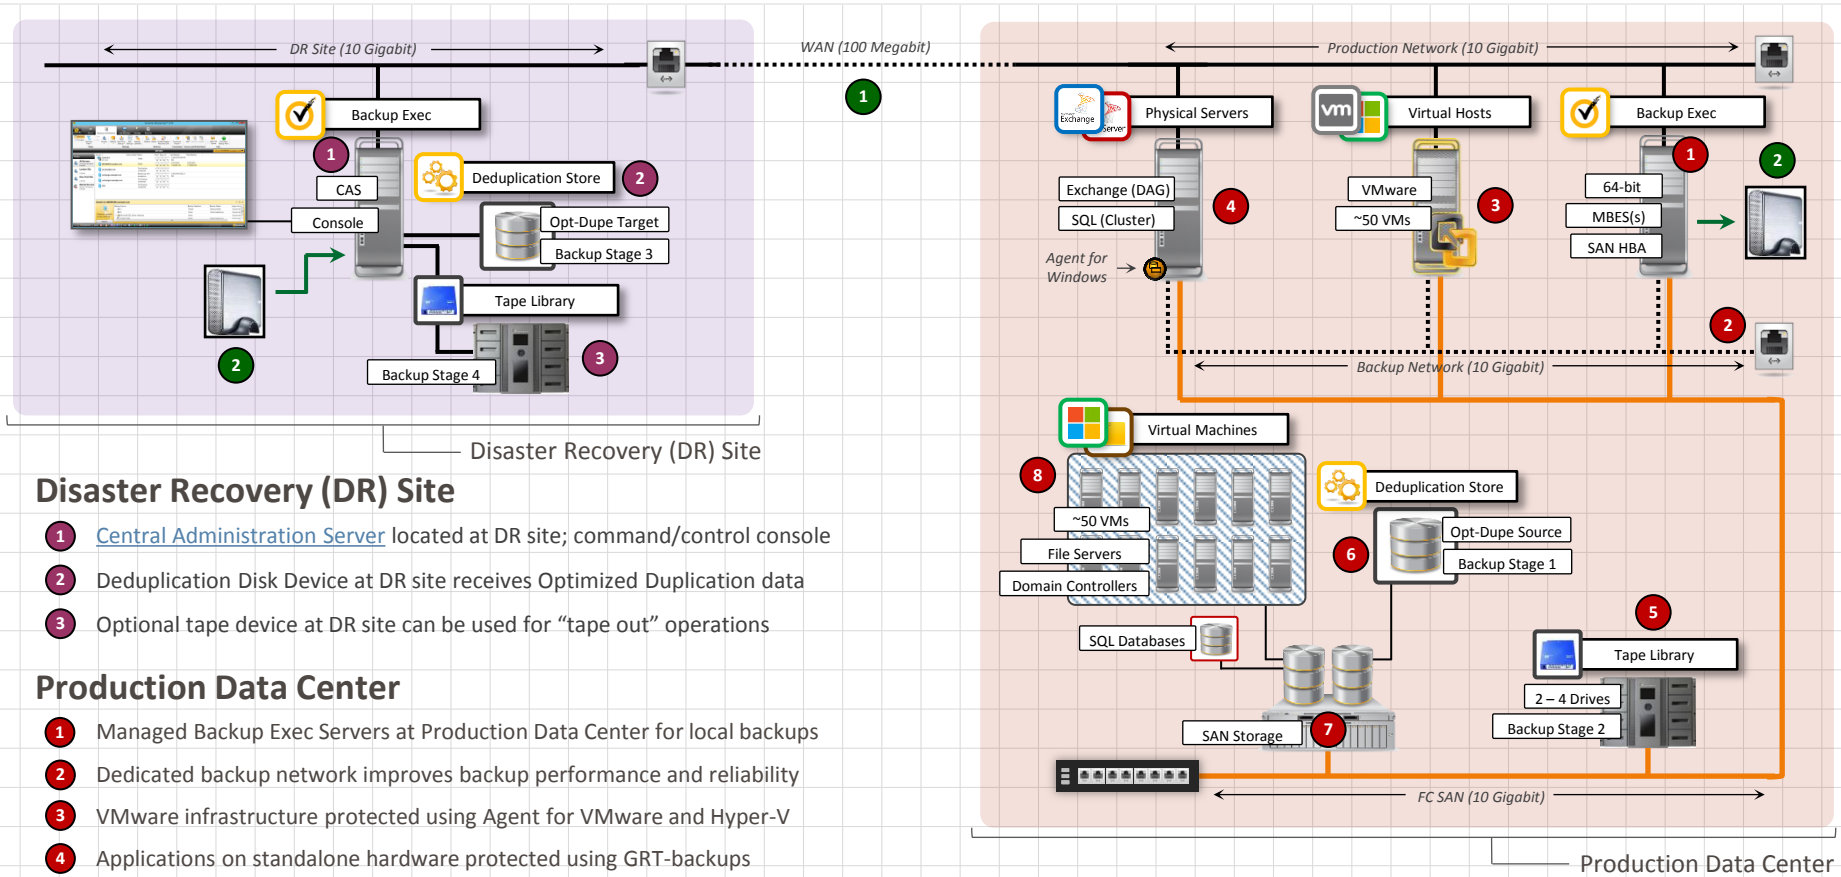 DR Site (10 Gigabit)
WAN (100 Megabit)
Production Network (10 Gigabit)
1
Backup Exec
1
CAS
Console
Deduplication Store
2
Opt-Dupe Target
Backup Stage 3
Tape Library
Backup Stage 4
3
2
Disaster Recovery (DR) Site
Exchange
Server
Physical Servers
Exchange (DAG)
SQL (Cluster)
4
Agent for
Windows
vm
Virtual Hosts
VMware
~50 VMs
3
Backup Exec
1
64-bit
MBES(s)
SAN HBA
2
2
Backup Network (10 Gigabit)
Virtual Machines
8
~50 VMs
File Servers
Domain Controllers
Deduplication Store
Opt-Dupe Source
Backup Stage 1
6
SQL Databases
5
Tape Library
2 – 4 Drives
Backup Stage 2
SAN Storage
7
FC SAN (10 Gigabit)
Production Data Center
Disaster Recovery (DR) Site
1 Central Administration Server located at DR site; command/control console
2 Deduplication Disk Device at DR site receives Optimized Duplication data
3 Optional tape device at DR site can be used for “tape out” operations
Production Data Center
1 Managed Backup Exec Servers at Production Data Center for local backups
2 Dedicated backup network improves backup performance and reliability
3 VMware infrastructure protected using Agent for VMware and Hyper-V
4 Applications on standalone hardware protected using GRT-backups